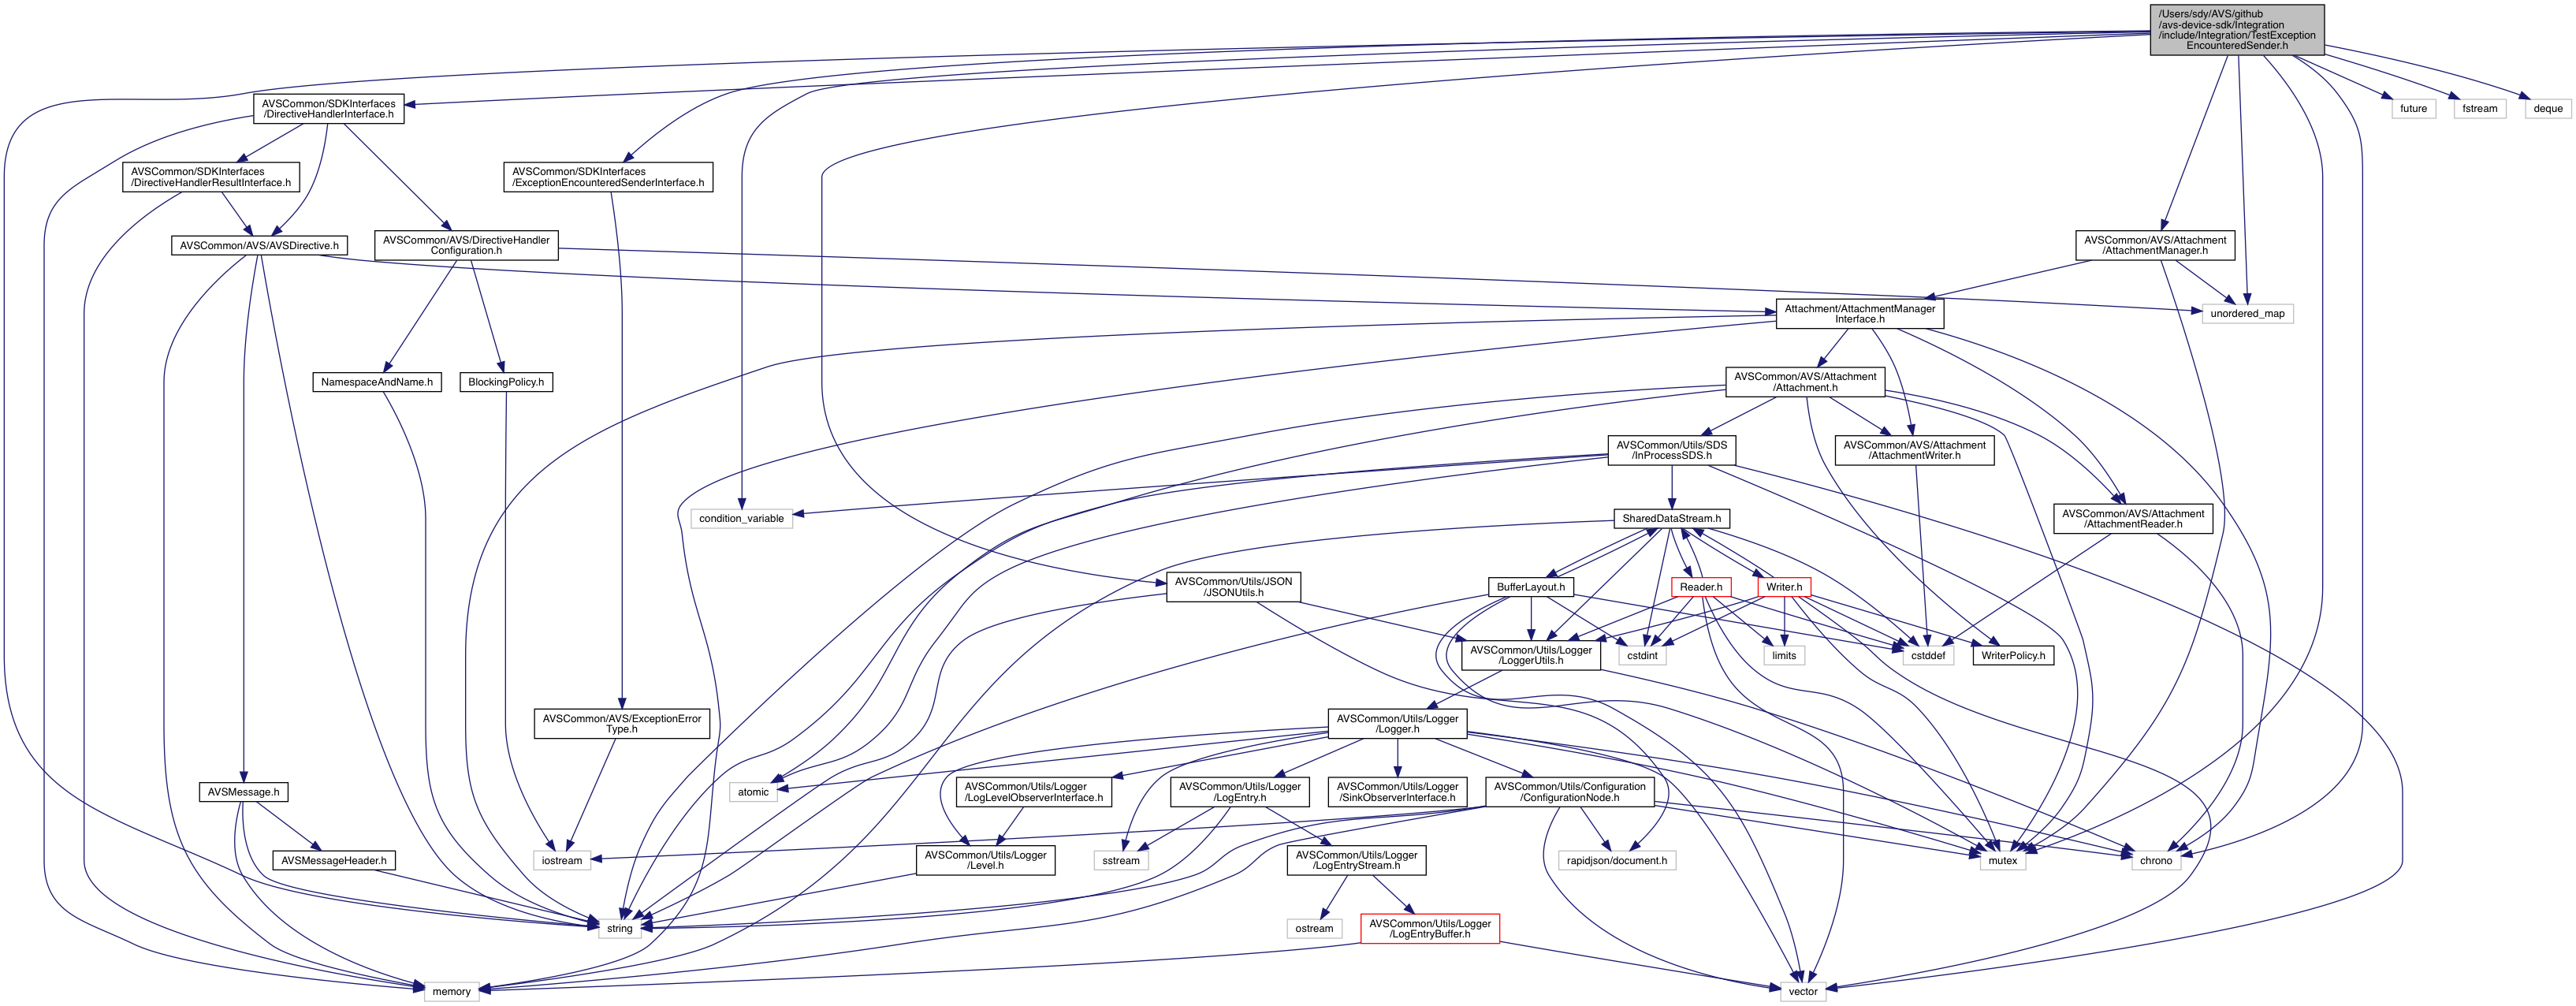 /Users/sdy/AVS/github
/avs-device-sdk/Integration
/include/Integration/TestException
EncounteredSender.h
AVSCommon/SDKInterfaces
/DirectiveHandlerInterface.h
future
fstream
deque
AVSCommon/SDKInterfaces
/DirectiveHandlerResultInterface.h
AVSCommon/SDKInterfaces
/ExceptionEncounteredSenderInterface.h
AVSCommon/AVS/AVSDirective.h
AVSCommon/AVS/DirectiveHandler
Configuration.h
AVSCommon/AVS/Attachment
/AttachmentManager.h
Attachment/AttachmentManager
Interface.h
unordered_map
NamespaceAndName.h
BlockingPolicy.h
AVSCommon/AVS/Attachment
/Attachment.h
AVSCommon/Utils/SDS
/InProcessSDS.h
AVSCommon/AVS/Attachment
/AttachmentWriter.h
condition_variable
SharedDataStream.h
AVSCommon/AVS/Attachment
/AttachmentReader.h
AVSCommon/Utils/JSON
/JSONUtils.h
BufferLayout.h
Reader.h
Writer.h
AVSCommon/Utils/Logger
/LoggerUtils.h
cstdint
limits
cstddef
WriterPolicy.h
AVSCommon/AVS/ExceptionError
Type.h
AVSCommon/Utils/Logger
/Logger.h
AVSMessage.h
atomic
AVSCommon/Utils/Logger
/LogLevelObserverInterface.h
AVSCommon/Utils/Logger
/LogEntry.h
AVSCommon/Utils/Logger
/SinkObserverInterface.h
AVSCommon/Utils/Configuration
/ConfigurationNode.h
AVSMessageHeader.h
iostream
AVSCommon/Utils/Logger
/Level.h
sstream
AVSCommon/Utils/Logger
/LogEntryStream.h
rapidjson/document.h
mutex
chrono
string
ostream
AVSCommon/Utils/Logger
/LogEntryBuffer.h
memory
vector